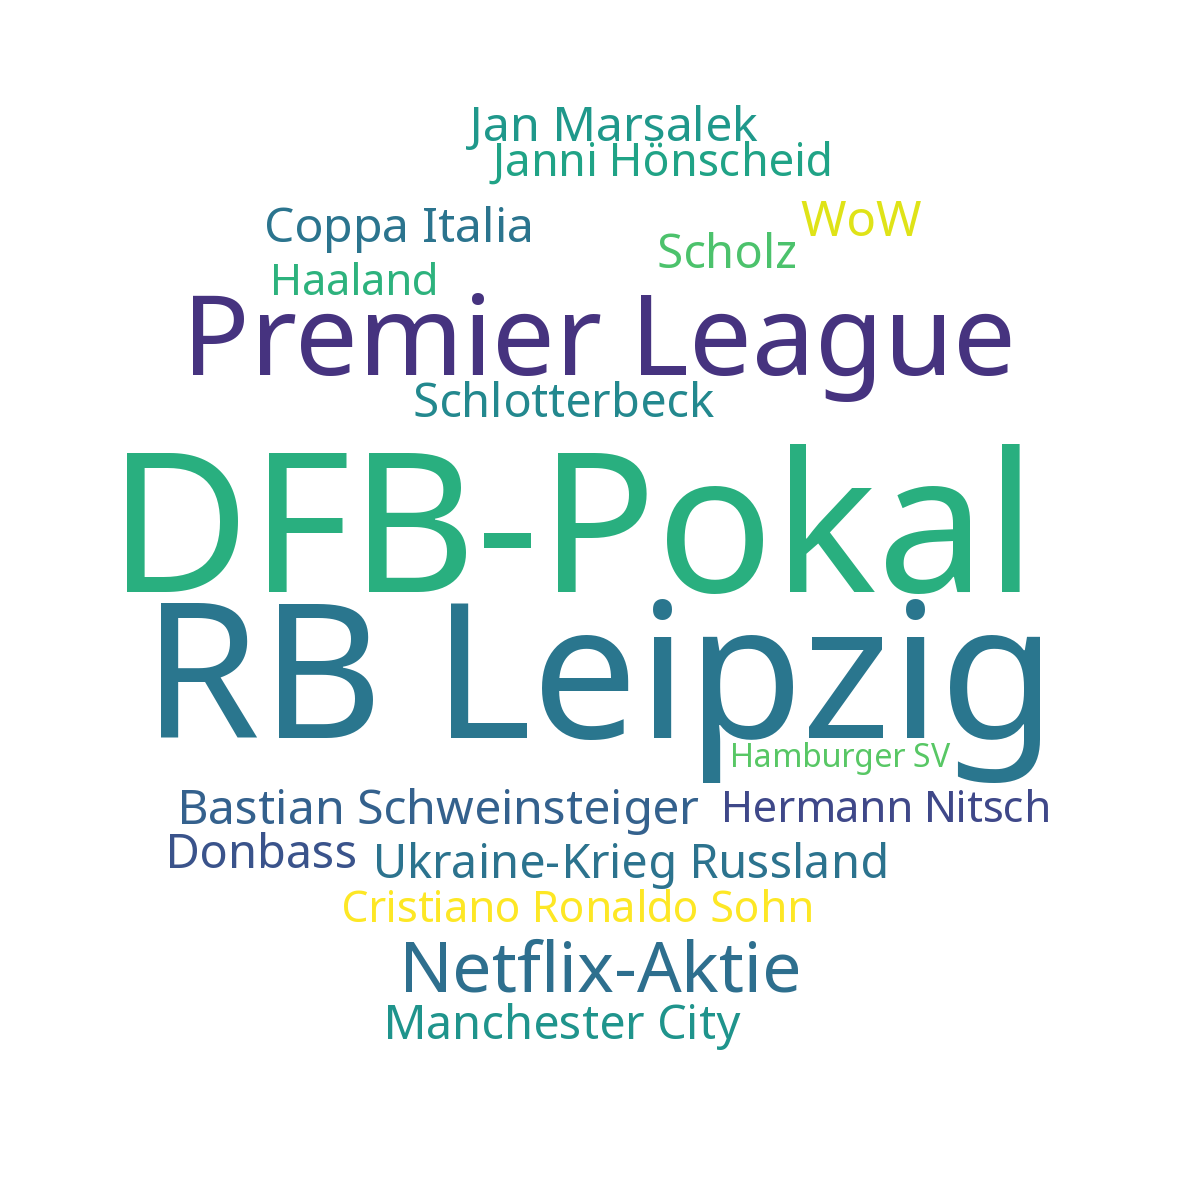 Jan Marsalek
Janni Hönscheid
WoW
Coppa Italia
Scholz
Haaland
Premier League
Schlotterbeck
DFB-Pokal
RB Leipzig
Hamburger SV
Bastian Schweinsteiger
Hermann Nitsch
Donbass
Ukraine-Krieg Russland
Cristiano Ronaldo Sohn
Netflix-Aktie
Manchester City